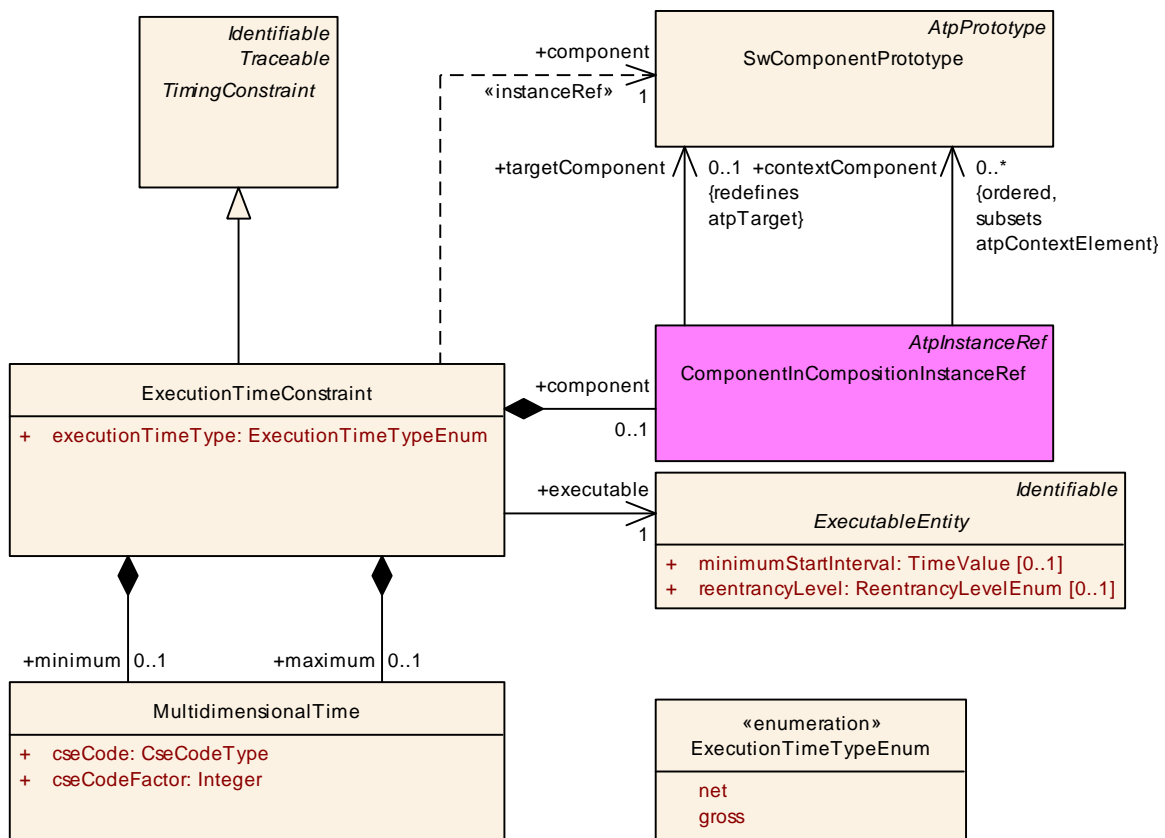 Identifiable
Traceable
TimingConstraint
AtpPrototype
SwComponentPrototype
+component
«instanceRef»
1
+targetComponent
0..1
{redefines
atpTarget}
+contextComponent
0..*
{ordered,
subsets
atpContextElement}
AtpInstanceRef
ComponentInCompositionInstanceRef
ExecutionTimeConstraint
+ executionTimeType: ExecutionTimeTypeEnum
+component
0..1
+executable
1
Identifiable
ExecutableEntity
+ minimumStartInterval: TimeValue [0..1]
+ reentrancyLevel: ReentrancyLevelEnum [0..1]
+minimum 0..1
+maximum 0..1
MultidimensionalTime
+ cseCode: CseCodeType
+ cseCodeFactor: Integer
«enumeration»
ExecutionTimeTypeEnum
net
gross